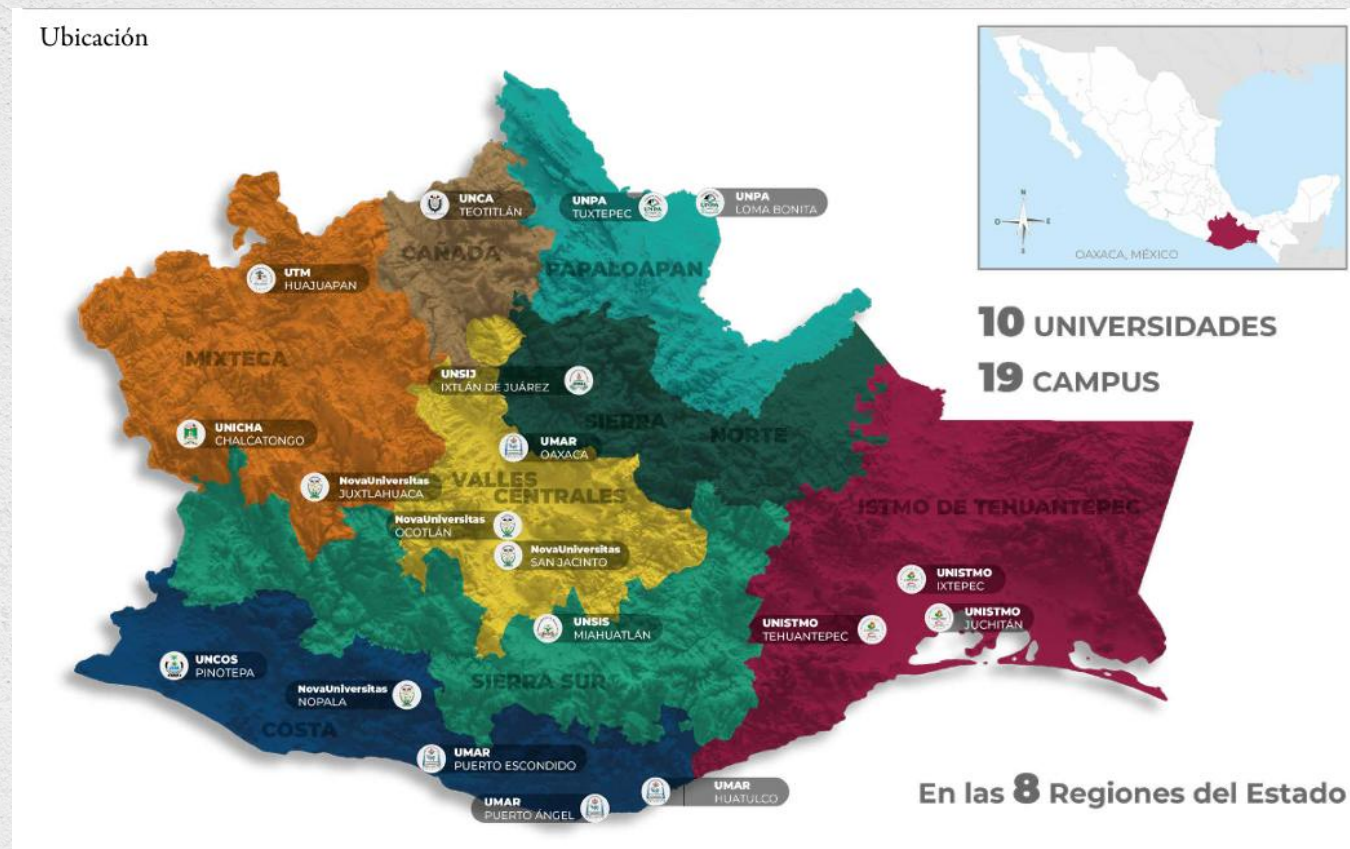 Ubicación
UNCA
TEOTITLÁN
UNPA
TUXTEPEC
UNPA
LOMA BONITA
CAÑADA
PAPALOAPAN
UTM
HUAJUAPAN
MIXTECA
UNSIJ
IXTLÁN DE JUÁREZ
SIERRA NORTE
UNICHA
CHALCATONGO
UMAR
OAXACA
NovaUniversitas
JUXTLAHUACA
VALLES
CENTRALES
NovaUniversitas
OCOTLÁN
NovaUniversitas
SAN JACINTO
ISTMO DE TEHUANTEPEC
UNISTMO
IXTEPEC
UNISTMO
TEHUANTEPEC
UNISTMO
JUCHITÁN
UNSIS
MIAHUATLÁN
UNCOS
PINOTEPA
NovaUniversitas
NOPALA
SIERRA SUR
COSTA
UMAR
PUERTO ESCONDIDO
UMAR
PUERTO ÁNGEL
UMAR
HUATULCO
N
O E
S
OAXACA, MÉXICO
10 UNIVERSIDADES
19 CAMPUS
En las 8 Regiones del Estado